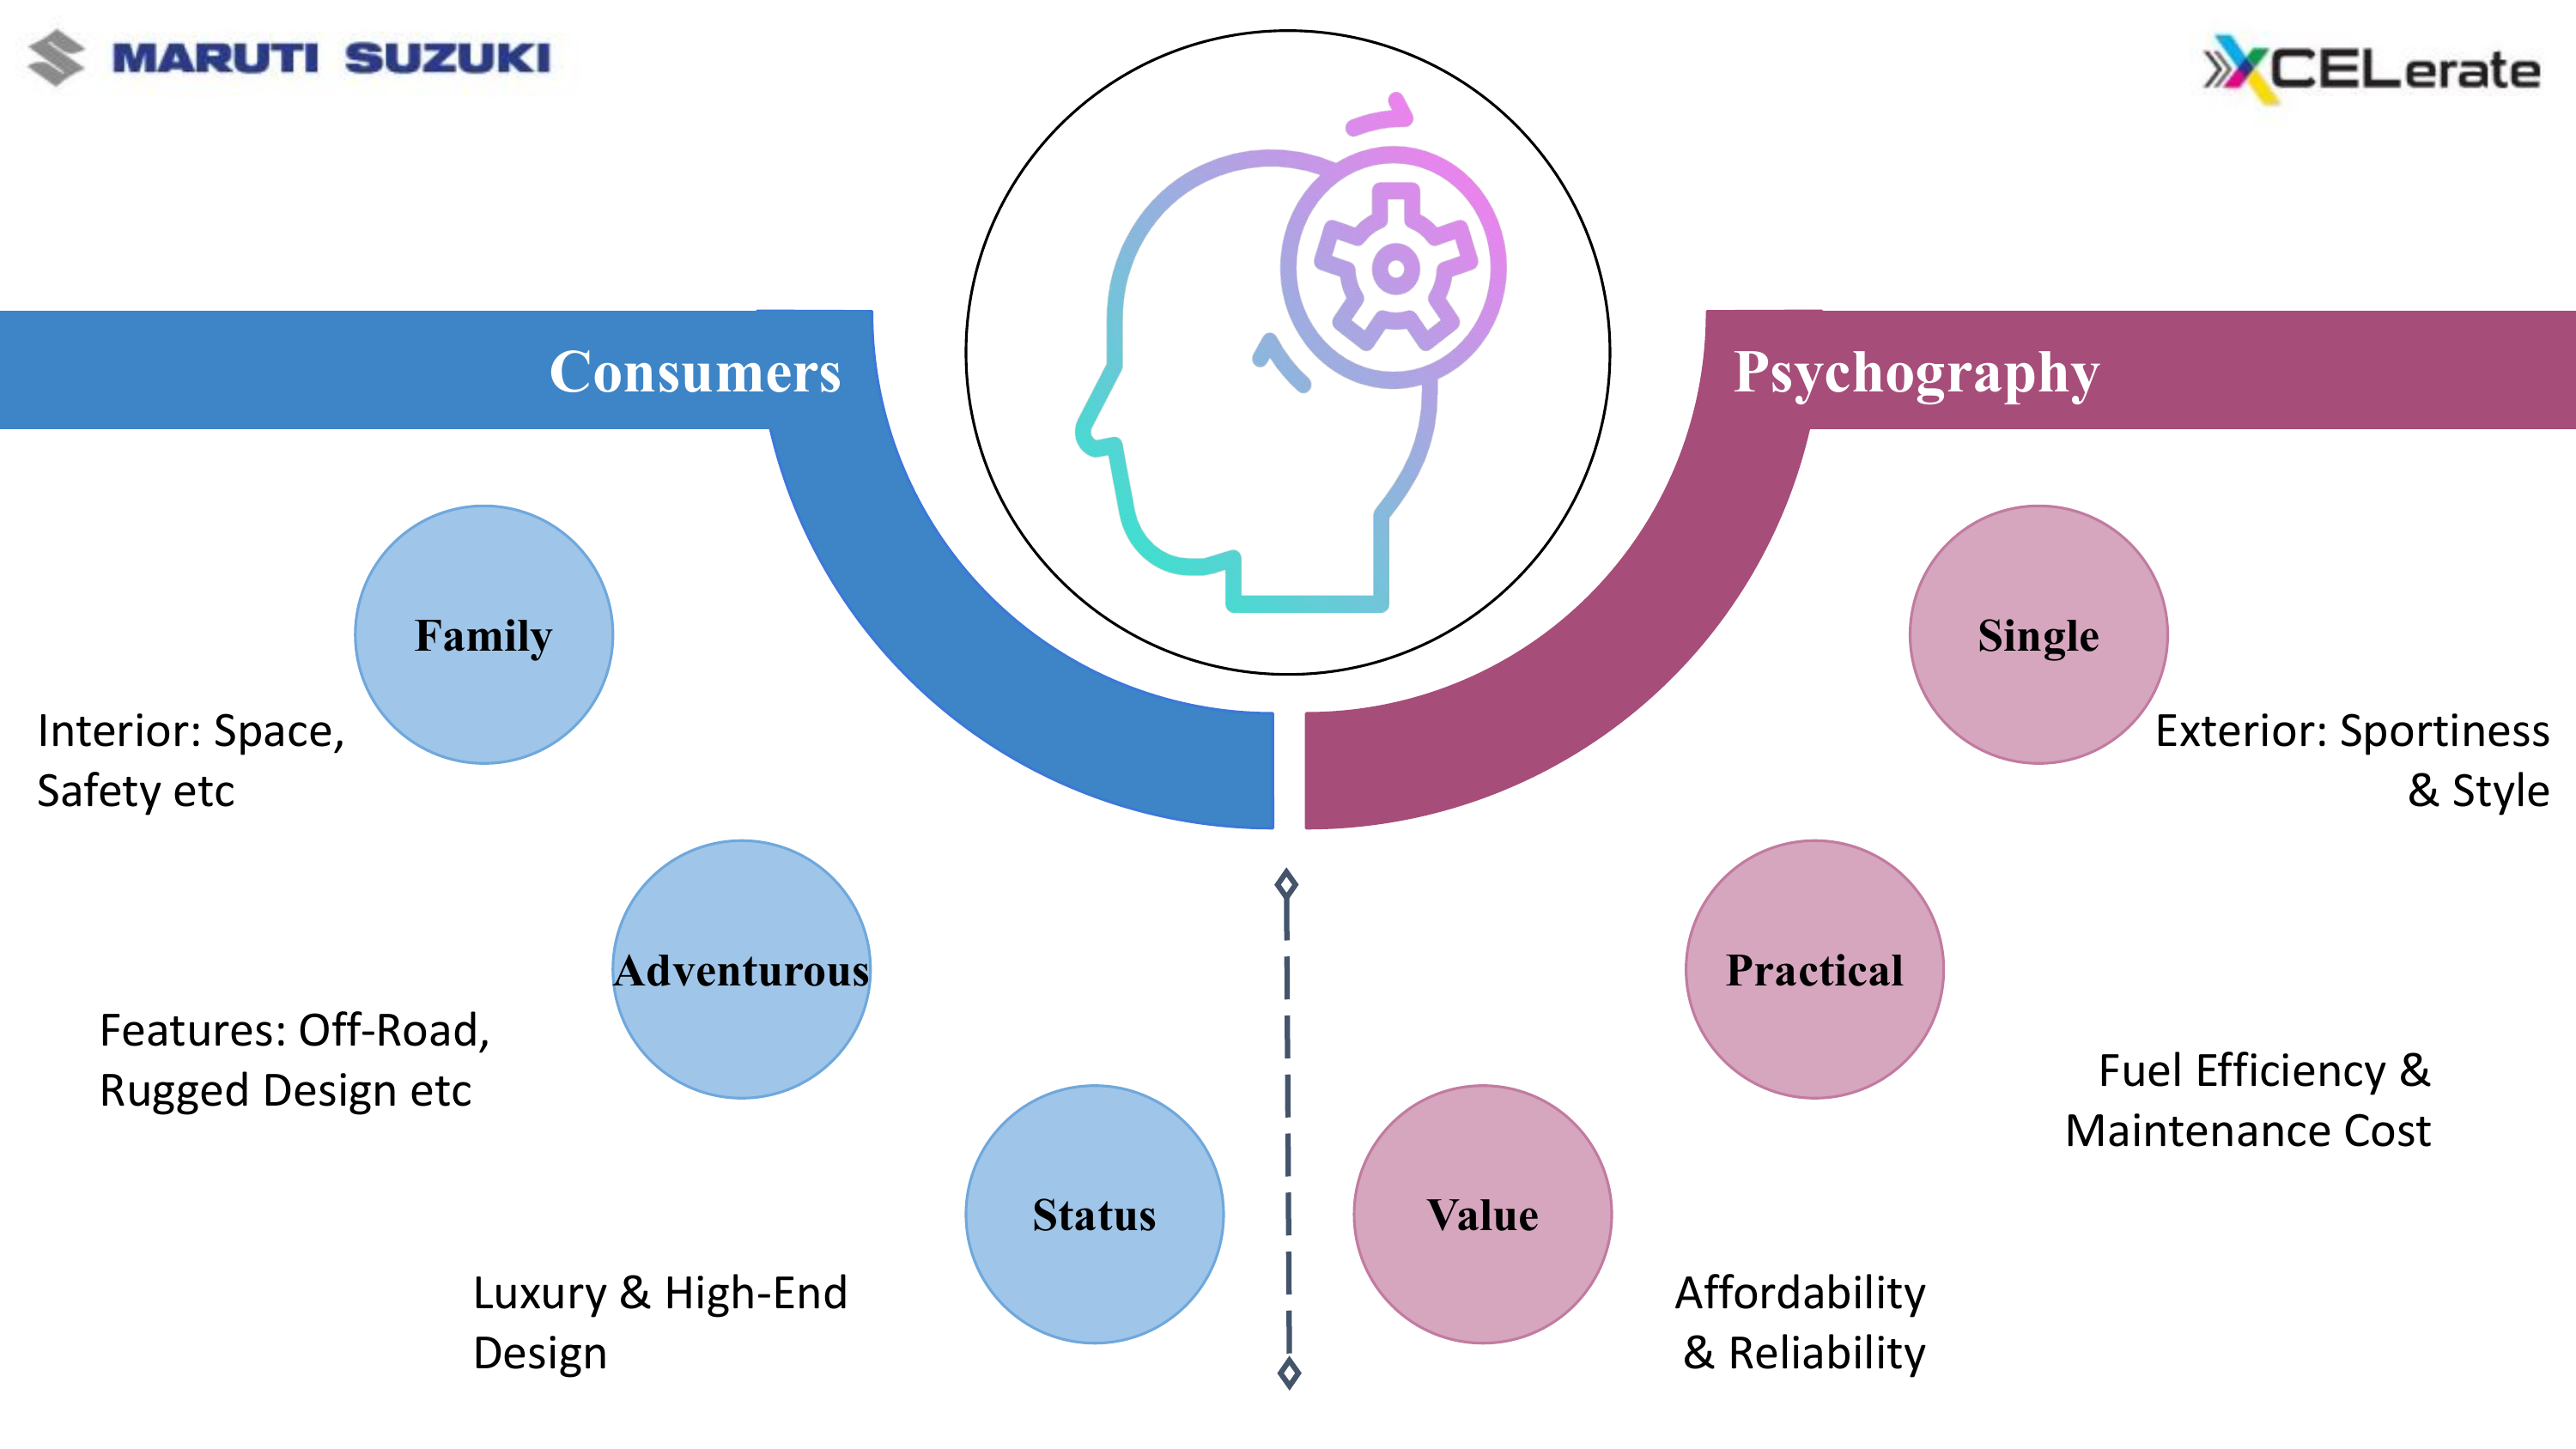 MARUTI SUZUKI
XCELerate
Consumers
Psychography
Family
Interior: Space,
Safety etc
Adventurous
Features: Off-Road,
Rugged Design etc
Status
Luxury & High-End
Design
Single
Exterior: Sportiness
& Style
Practical
Fuel Efficiency &
Maintenance Cost
Value
Affordability
& Reliability